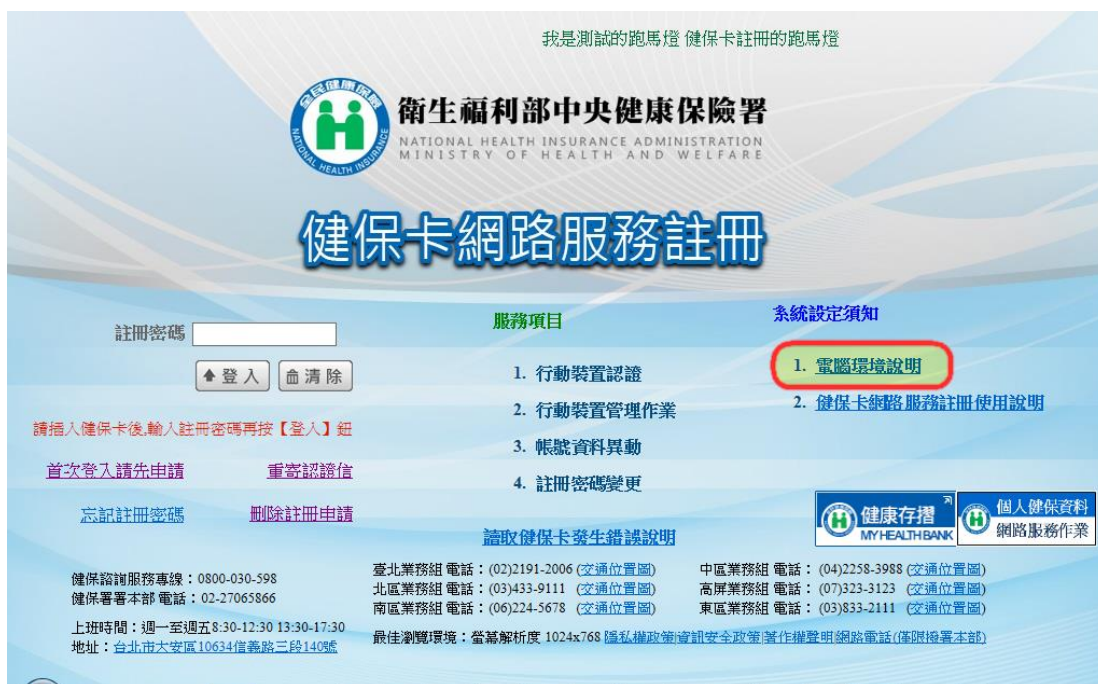 我是測試的跑馬燈 健保卡註冊的跑馬燈
全民健康保險
NATIONAL HEALTH INSURANCE
衛生福利部中央健康保險署
NATIONAL HEALTH INSURANCE ADMINISTRATION
MINISTRY OF HEALTH AND WELFARE
健保卡網路服務註冊
註冊密碼
登入 清除
請插入健保卡後,輸入註冊密碼再按【登入】鈕
首次登入請先申請 重寄認證信
忘記註冊密碼 刪除註冊申請
服務項目
1. 行動裝置認證
2. 行動裝置管理作業
3. 帳號資料異動
4. 註冊密碼變更
讀取健保卡發生錯誤說明
系統設定須知
1. 電腦環境說明
2. 健保卡網路服務註冊使用說明
健康存摺
MY HEALTH BANK
個人健保資料
網路服務作業
健保諮詢服務專線：0800-030-598
健保署署本部 電話：02-27065866
上班時間：週一至週五8:30-12:30 13:30-17:30
地址：台北市大安區10634信義路三段140號
臺北業務組 電話： (02)2191-2006 (交通位置圖) 中區業務組 電話： (04)2258-3988 (交通位置圖)
北區業務組 電話： (03)433-9111 (交通位置圖) 高屏業務組 電話： (07)323-3123 (交通位置圖)
南區業務組 電話： (06)224-5678 (交通位置圖) 東區業務組 電話： (03)833-2111 (交通位置圖)
最佳瀏覽環境：螢幕解析度 1024x768 隱私權政策|資訊安全政策|著作權聲明|網路電話(僅限撥署本部)